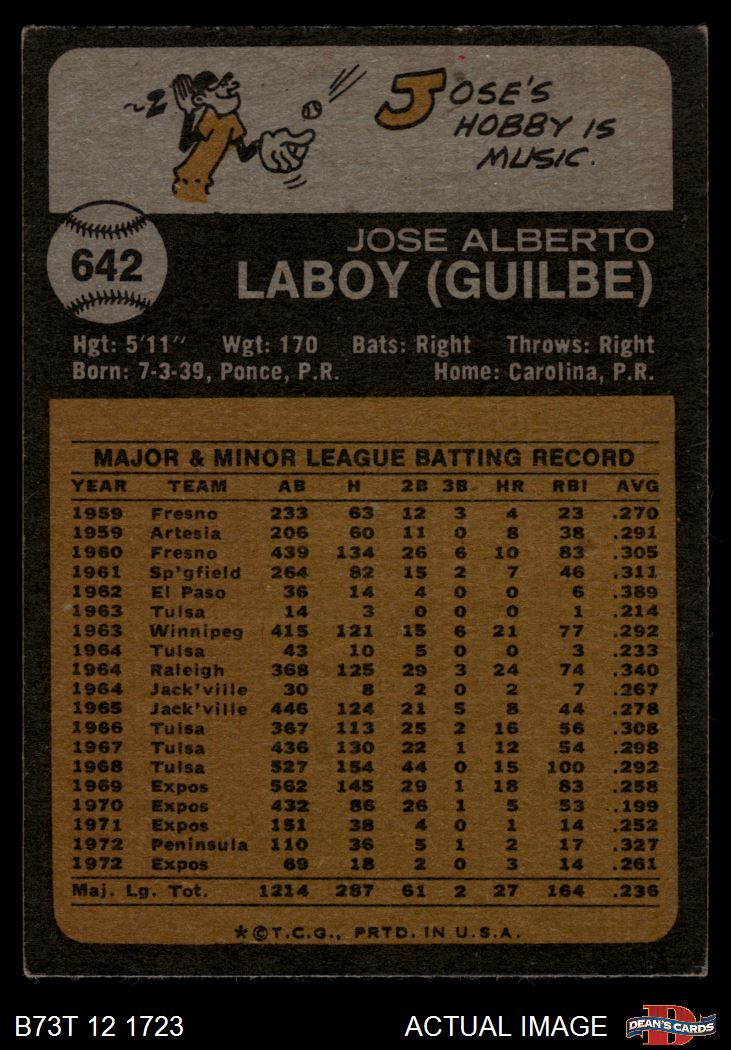 ~Z
JOSE'S
HOBBY IS
MUSIC.
642
JOSE ALBERTO
LABOY (GUILBE)
Hgt: 5'11" Wgt: 170 Bats: Right Throws: Right
Born: 7-3-39, Ponce, P.R. Home: Carolina, P.R.
MAJOR & MINOR LEAGUE BATTING RECORD
YEAR TEAM AB H 2B 3B HR RBI AVG
1959 Fresno 233 63 12 3 4 23 .270
1959 Artesia 206 60 11 0 8 38 .291
1960 Fresno 439 134 26 6 10 83 .305
1961 Sp'gfield 264 82 15 2 7 46 .311
1962 El Paso 36 14 4 0 0 6 .389
1963 Tulsa 14 3 0 0 0 1 .214
1963 Winnipeg 415 121 15 6 21 77 .292
1964 Tulsa 43 10 5 0 0 3 .233
1964 Raleigh 368 125 29 3 24 74 .340
1964 Jack'ville 30 8 2 0 2 7 .267
1965 Jack'ville 446 124 21 5 8 44 .278
1966 Tulsa 367 113 25 2 16 56 .308
1967 Tulsa 436 130 22 1 12 54 .298
1968 Tulsa 527 154 44 0 15 100 .292
1969 Expos 562 145 29 1 18 83 .258
1970 Expos 432 86 26 1 5 53 .199
1971 Expos 151 38 4 0 1 14 .252
1972 Peninsula 110 36 5 1 2 17 .327
1972 Expos 69 18 2 0 3 14 .261
Maj. Lg. Tot. 1214 287 61 2 27 164 .236
*©T.C.G., PRTD. IN U.S.A.
B73T 12 1723 ACTUAL IMAGE D DEAN'S CARDS